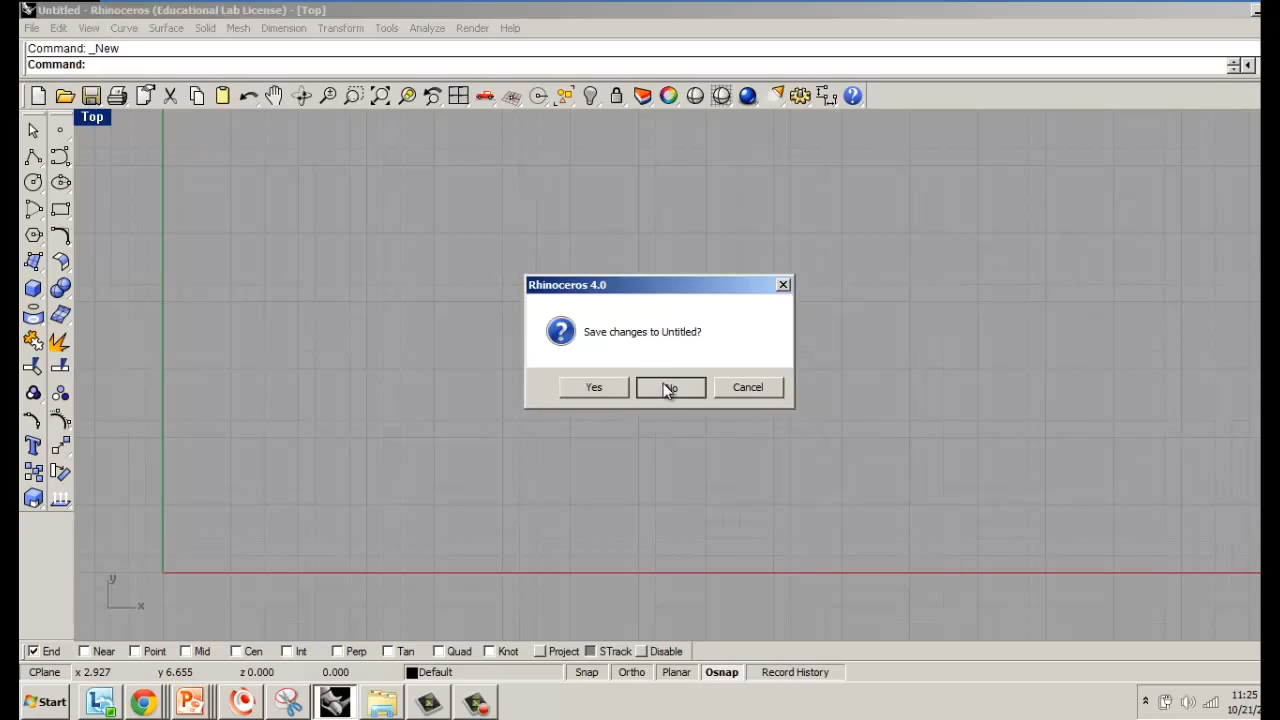 Untitled - Rhinoceros (Educational Lab License) - [Top]
File Edit View Curve Surface Solid Mesh Dimension Transform Tools Analyze Render Help
Command: _New
Command:
Top
Rhinoceros 4.0
Save changes to Untitled?
Yes No Cancel
y
x
End Near Point Mid Cen Int Perp Tan Quad Knot Project STrack Disable
CPlane x 2.927 y 6.655 z 0.000 0.000 Default Snap Ortho Planar Osnap Record History
Start 11:25
10/21/2